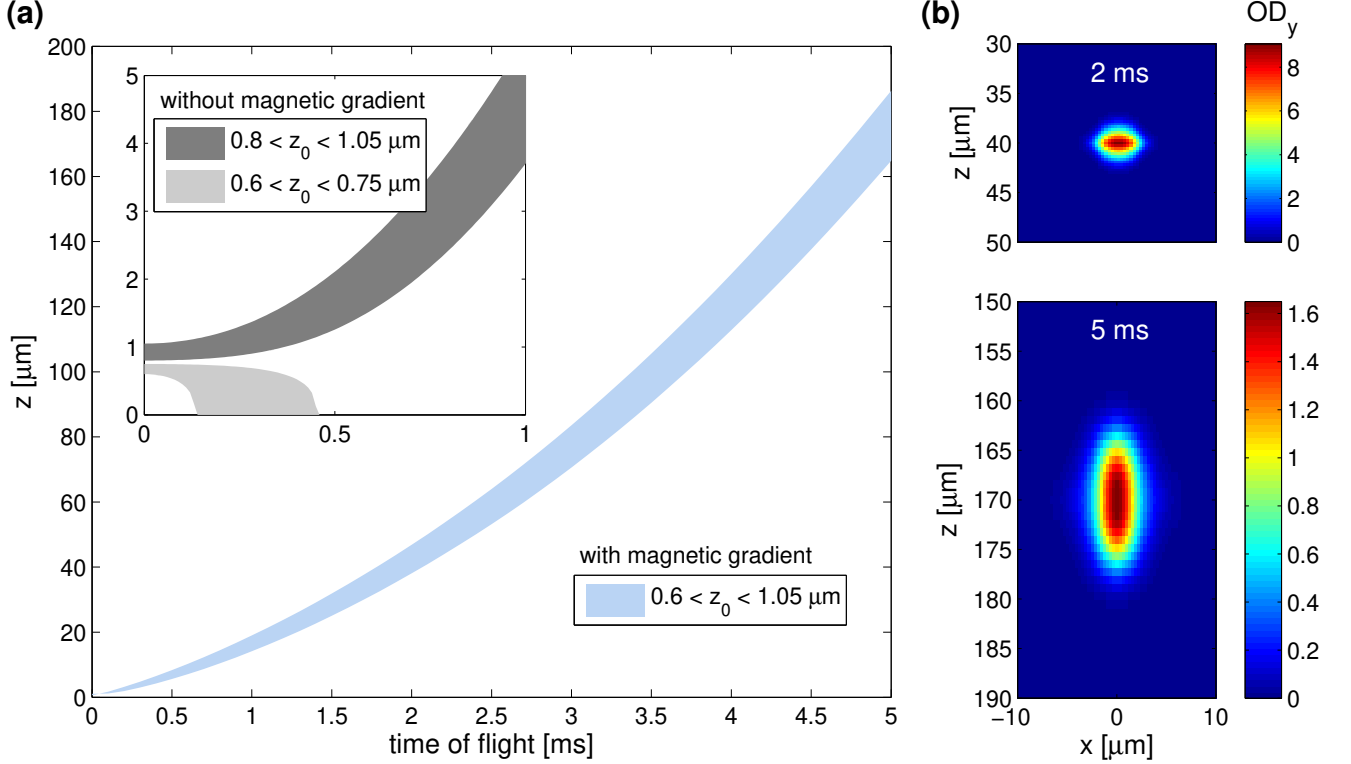 (a)
200
180
160
140
120
100
80
60
40
20
0
z [μm]
0 0.5 1 1.5 2 2.5 3 3.5 4 4.5 5
time of flight [ms]
5
4
3
2
1
0
0 0.5 1
without magnetic gradient
0.8 < z₀ < 1.05 μm
0.6 < z₀ < 0.75 μm
with magnetic gradient
0.6 < z₀ < 1.05 μm
(b)
OD_y
2 ms
30
35
40
45
50
z [μm]
8
6
4
2
0
5 ms
150
155
160
165
170
175
180
185
190
z [μm]
−10 0 10
x [μm]
1.6
1.4
1.2
1
0.8
0.6
0.4
0.2
0